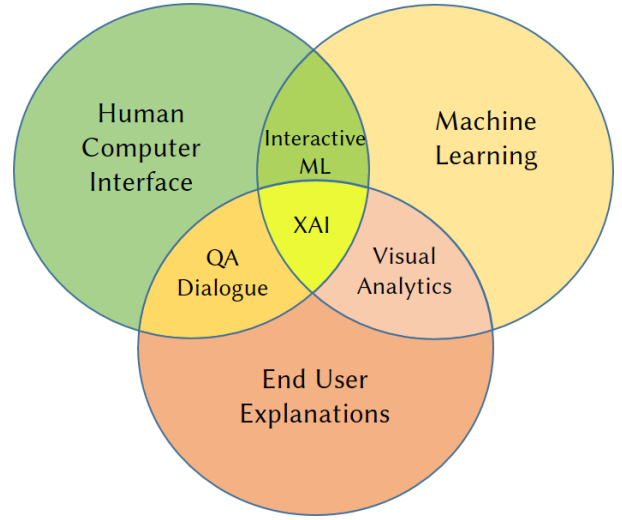 Human
Computer
Interface
Interactive
ML
Machine
Learning
XAI
QA
Dialogue
Visual
Analytics
End User
Explanations